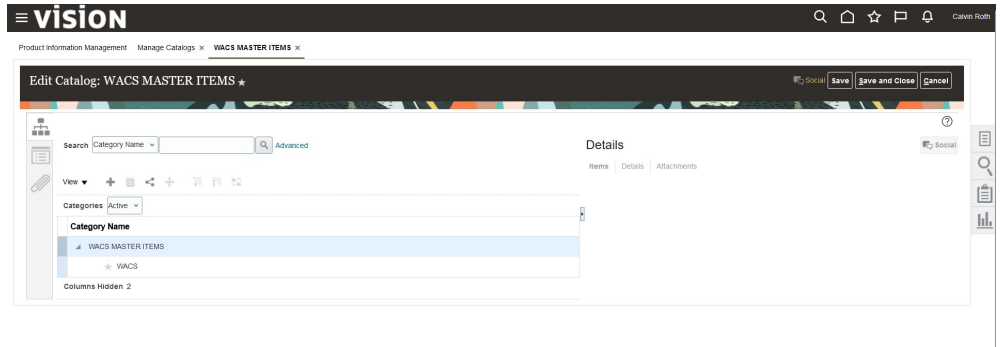 VISION
Calvin Roth
Product Information Management Manage Catalogs × WACS MASTER ITEMS ×
Edit Catalog: WACS MASTER ITEMS
Social Save Save and Close Cancel
Search Category Name Advanced
Details
Social
Items Details Attachments
View
Categories Active
Category Name
WACS MASTER ITEMS
WACS
Columns Hidden 2